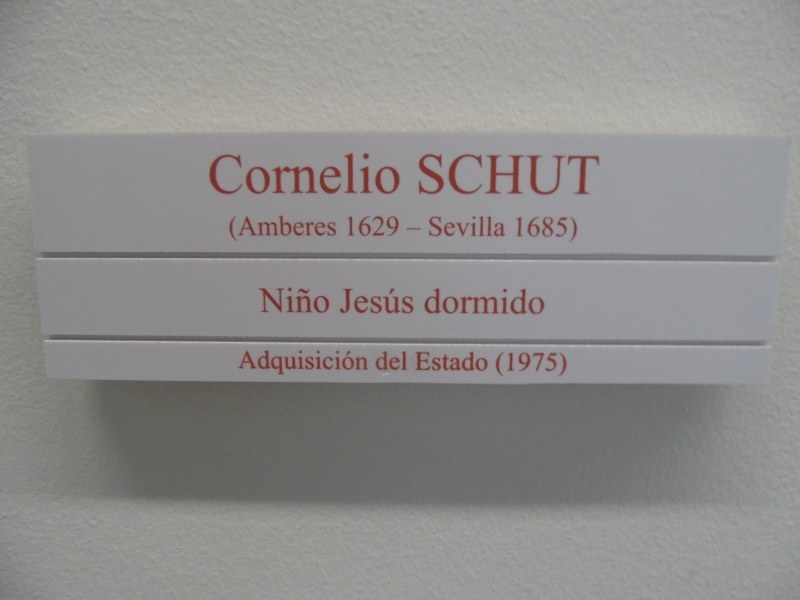 Cornelio SCHUT
(Amberes 1629 – Sevilla 1685)
Niño Jesús dormido
Adquisición del Estado (1975)